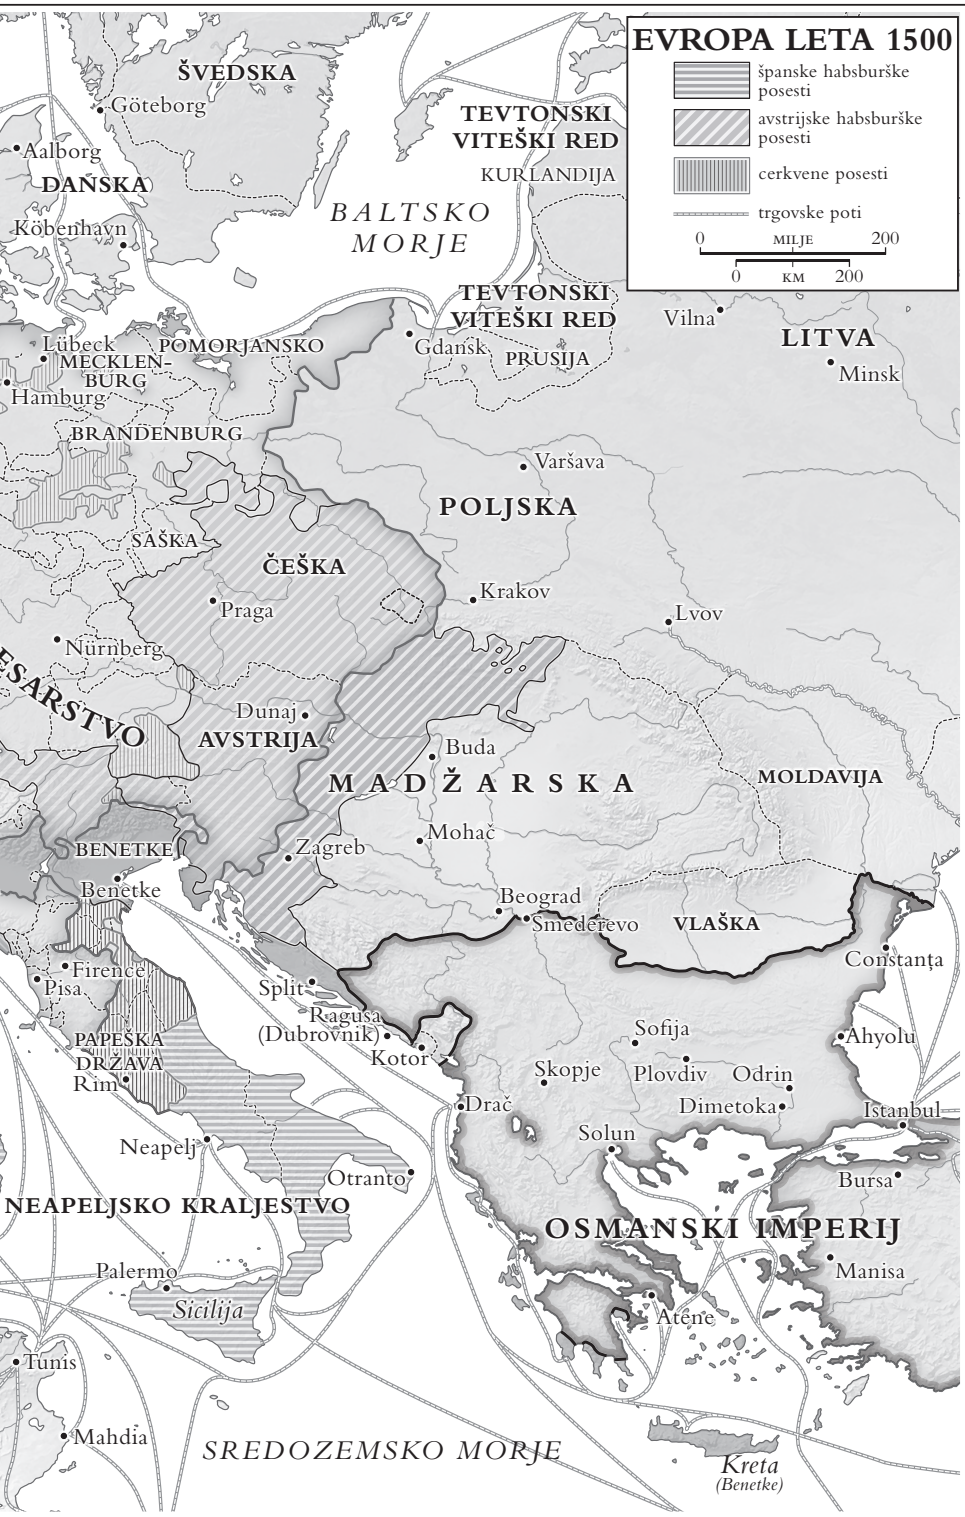 EVROPA LETA 1500
španske habsburške
posesti
avstrijske habsburške
posesti
cerkvene posesti
trgovske poti
0 MILJE 200
0 KM 200
ŠVEDSKA
Göteborg
TEVTONSKI
VITEŠKI RED
KURLANDIJA
Aalborg
DANSKA
BALTSKO
MORJE
Köbenhavn
TEVTONSKI
VITEŠKI RED
PRUSIJA
Vilna
LITVA
Minsk
Lübeck
MECKLEN-
BURG
Hamburg
POMORJANSKO
Gdansk
BRANDENBURG
Varšava
POLJSKA
SAŠKA
ČEŠKA
Praga
Krakov
Lvov
Nürnberg
ESARSTVO
Dunaj
AVSTRIJA
Buda
MADŽARSKA
MOLDAVIJA
Mohač
BENETKE
Benetke
Zagreb
Beograd
Smederevo
VLAŠKA
Constanța
Firence
Pisa
Split
Ragusa
(Dubrovnik)
Kotor
PAPEŠKA
DRŽAVA
Rim
Sofija
Ahyolu
Skopje
Plovdiv
Odrin
Dimetoka
Drač
Istanbul
Neapelj
Solun
Otranto
Bursa
NEAPELJSKO KRALJESTVO
OSMANSKI IMPERIJ
Palermo
Sicilija
Manisa
Atene
Tunis
Mahdia
SREDOZEMSKO MORJE
Kreta
(Benetke)